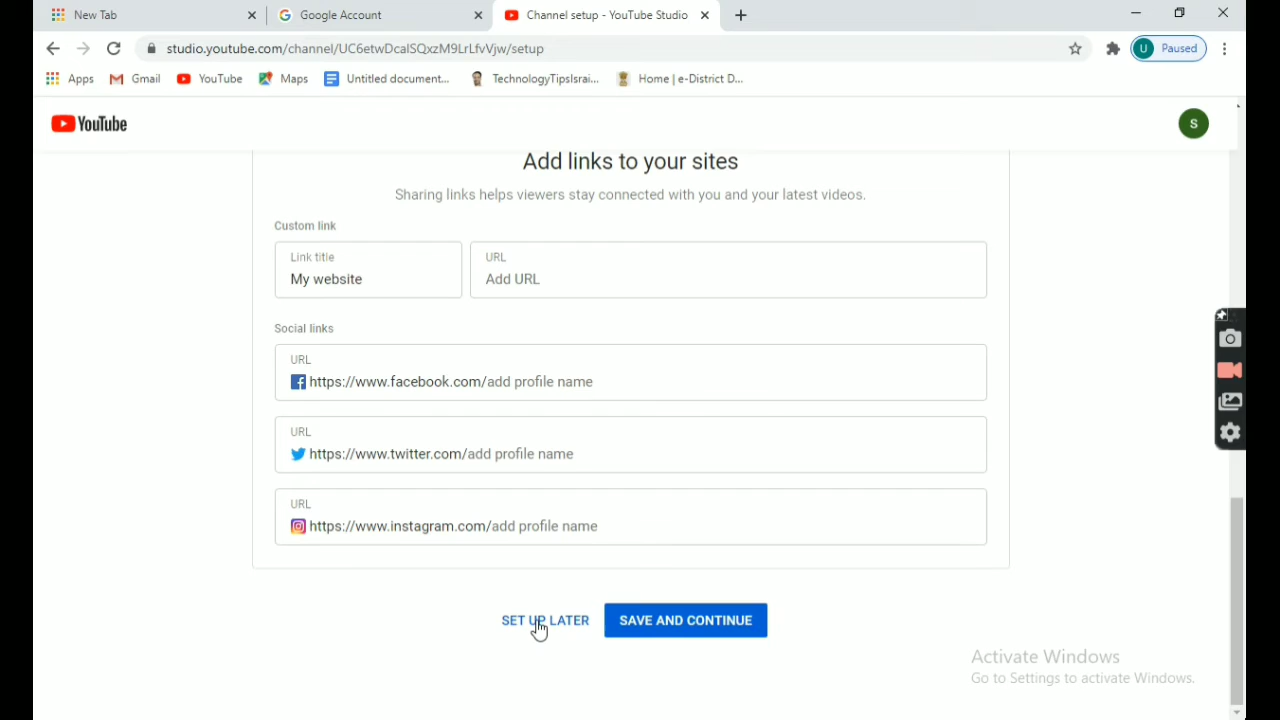 New Tab
Google Account
Channel setup - YouTube Studio
studio.youtube.com/channel/UC6etwDcalSQxzM9LrLfvVjw/setup
U
Paused
Apps
Gmail
YouTube
Maps
Untitled document...
TechnologyTipsIsrai...
Home | e-District D...
YouTube
S
Add links to your sites
Sharing links helps viewers stay connected with you and your latest videos.
Custom link
Link title
My website
URL
Add URL
Social links
URL
https://www.facebook.com/add profile name
URL
https://www.twitter.com/add profile name
URL
https://www.instagram.com/add profile name
SET UP LATER
SAVE AND CONTINUE
Activate Windows
Go to Settings to activate Windows.